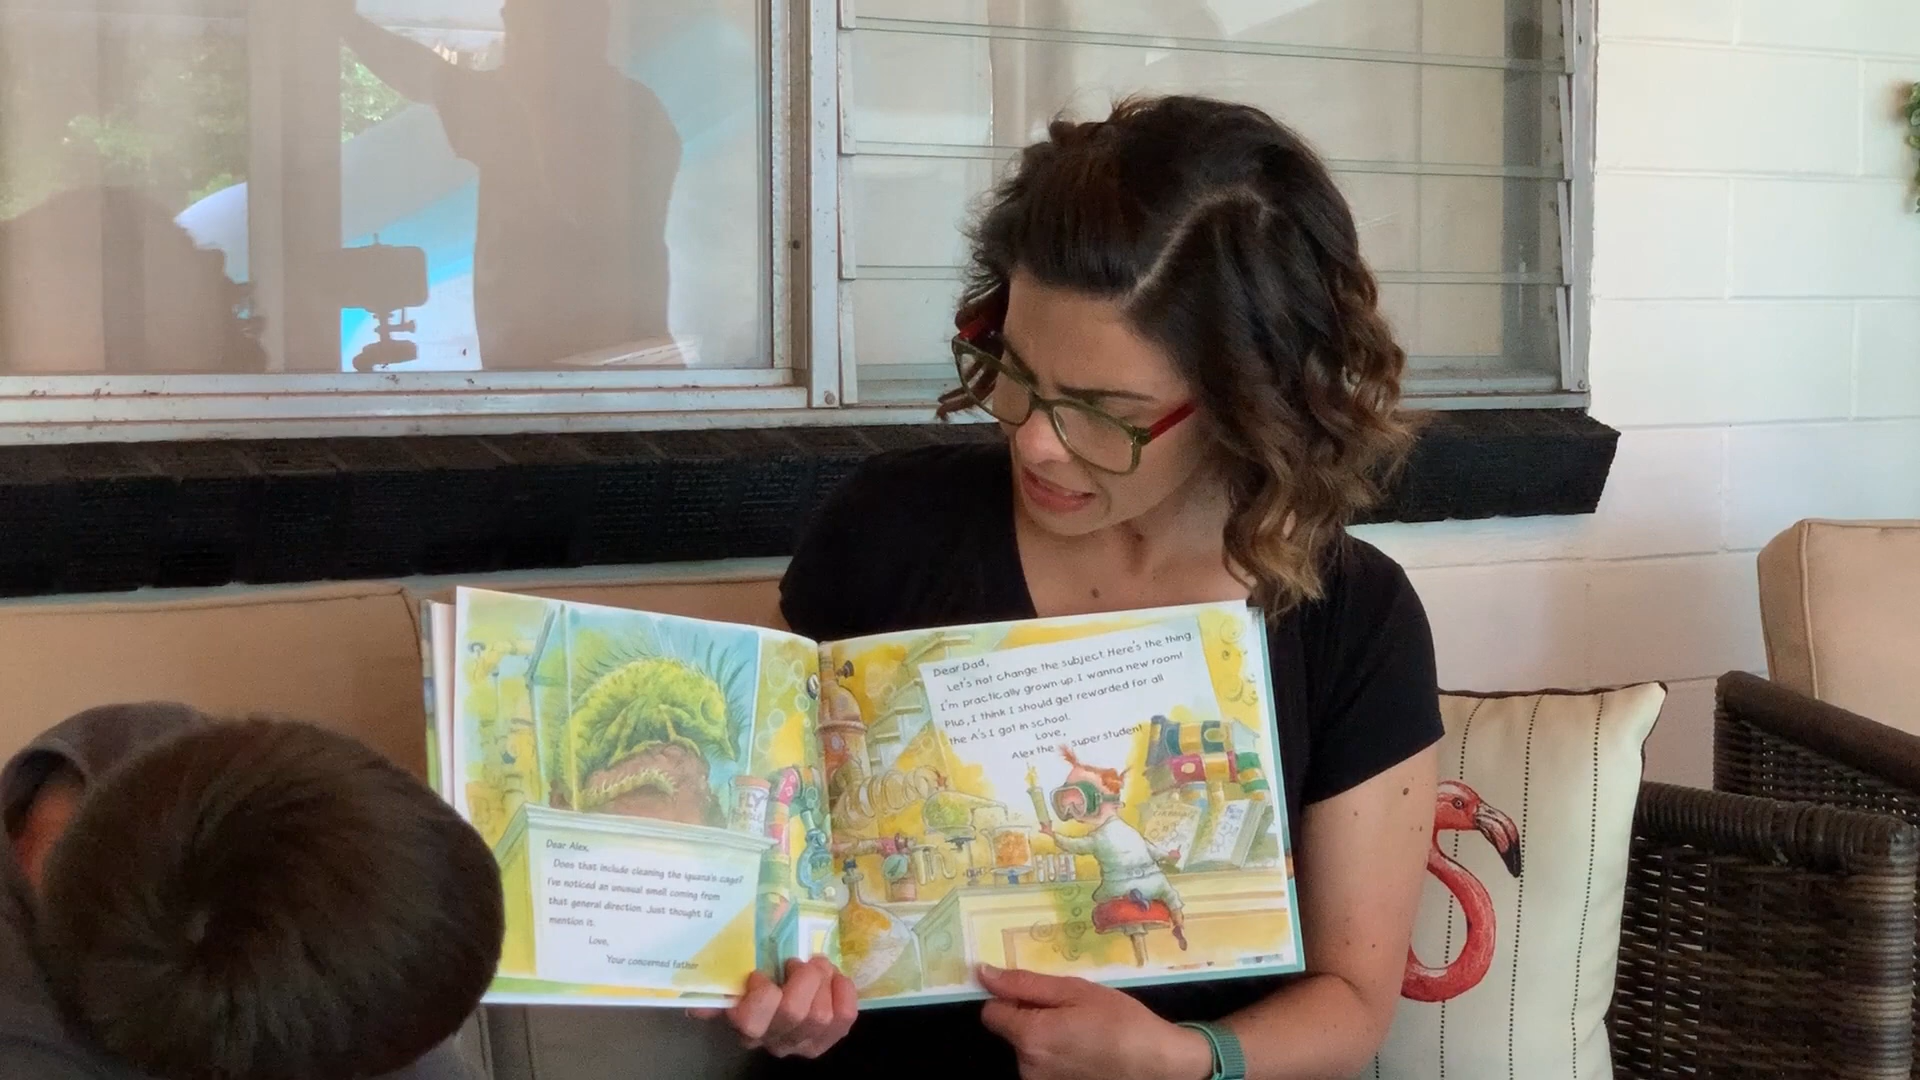 Dear Alex,
Does that include cleaning the iguana's cage?
I've noticed an unusual smell coming from
that general direction. Just thought I'd
mention it.
Love,
Your concerned father
FLY
Dear Dad,
Let's not change the subject. Here's the thing.
I'm practically grown up. I wanna new room!
Plus, I think I should get rewarded for all
the A's I got in school.
Love,
Alex the super student